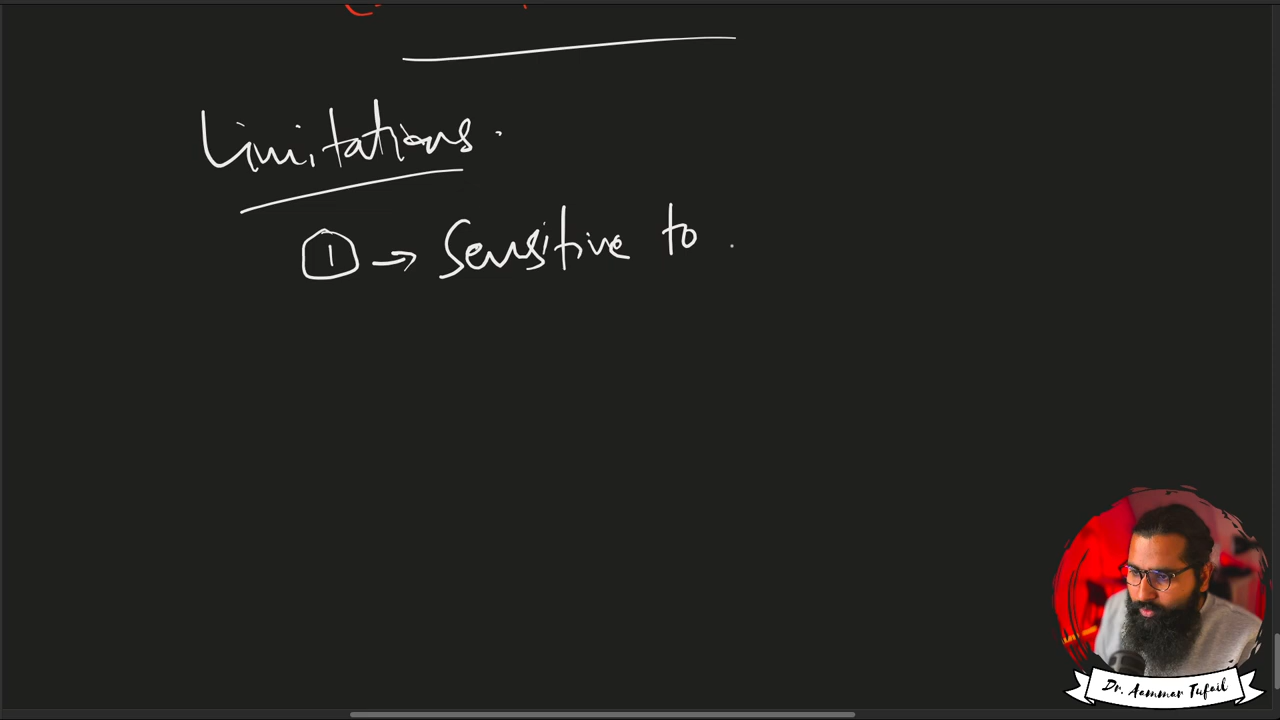 Limitations.
① → Sensitive to
Dr. Aammar Tufail